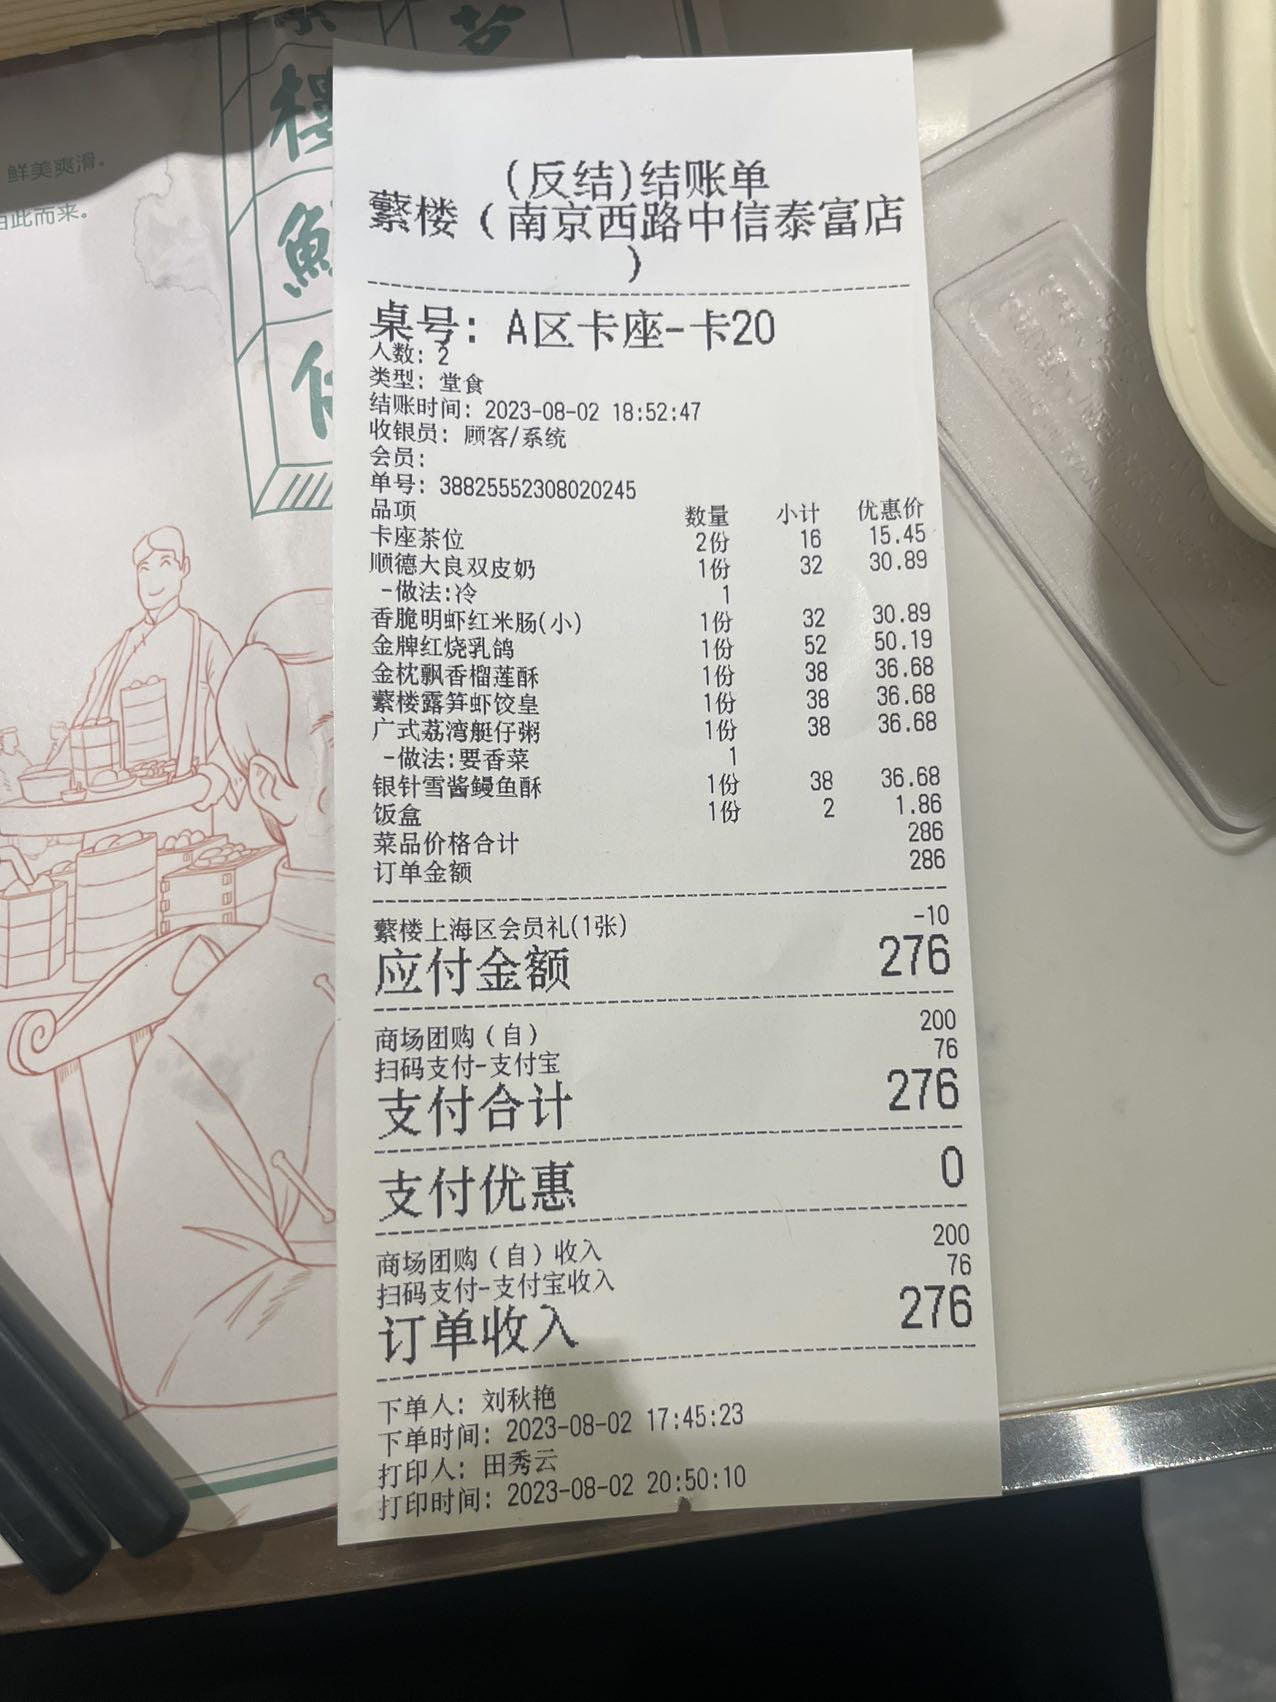 鲜美爽滑。
由此而来。
(反结)结账单
蘩楼（南京西路中信泰富店
）
桌号：A区卡座-卡20
人数：2
类型：堂食
结账时间：2023-08-02 18:52:47
收银员：顾客/系统
会员：
单号：38825552308020245
品项 数量 小计 优惠价
卡座茶位 2份 16 15.45
顺德大良双皮奶 1份 32 30.89
-做法:冷 1
香脆明虾红米肠(小) 1份 32 30.89
金牌红烧乳鸽 1份 52 50.19
金枕飘香榴莲酥 1份 38 36.68
蘩楼露笋虾饺皇 1份 38 36.68
广式荔湾艇仔粥 1份 38 36.68
-做法:要香菜 1
银针雪酱鳗鱼酥 1份 38 36.68
饭盒 1份 2 1.86
菜品价格合计 286
订单金额 286
蘩楼上海区会员礼(1张) -10
应付金额 276
商场团购（自） 200
扫码支付-支付宝 76
支付合计 276
支付优惠 0
商场团购（自）收入 200
扫码支付-支付宝收入 76
订单收入 276
下单人：刘秋艳
下单时间：2023-08-02 17:45:23
打印人：田秀云
打印时间：2023-08-02 20:50:10